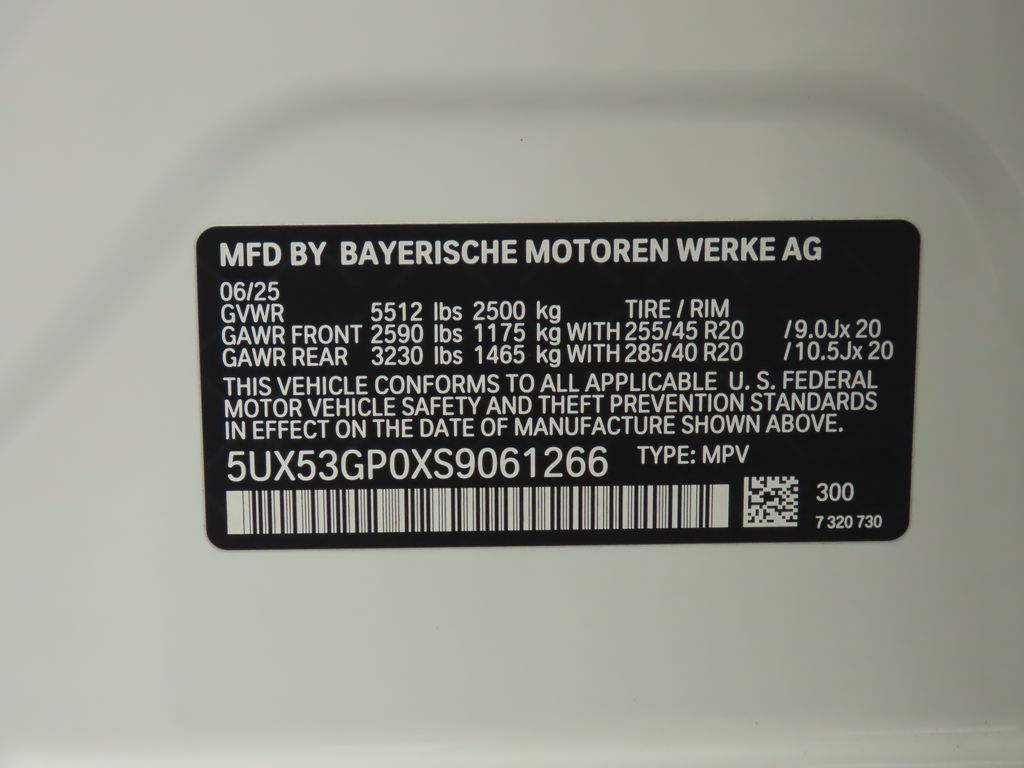 MFD BY BAYERISCHE MOTOREN WERKE AG
06/25
GVWR 5512 lbs 2500 kg TIRE / RIM
GAWR FRONT 2590 lbs 1175 kg WITH 255/45 R20 /9.0Jx 20
GAWR REAR 3230 lbs 1465 kg WITH 285/40 R20 /10.5Jx 20
THIS VEHICLE CONFORMS TO ALL APPLICABLE U. S. FEDERAL
MOTOR VEHICLE SAFETY AND THEFT PREVENTION STANDARDS
IN EFFECT ON THE DATE OF MANUFACTURE SHOWN ABOVE.
5UX53GP0XS9061266 TYPE: MPV
300
7 320 730